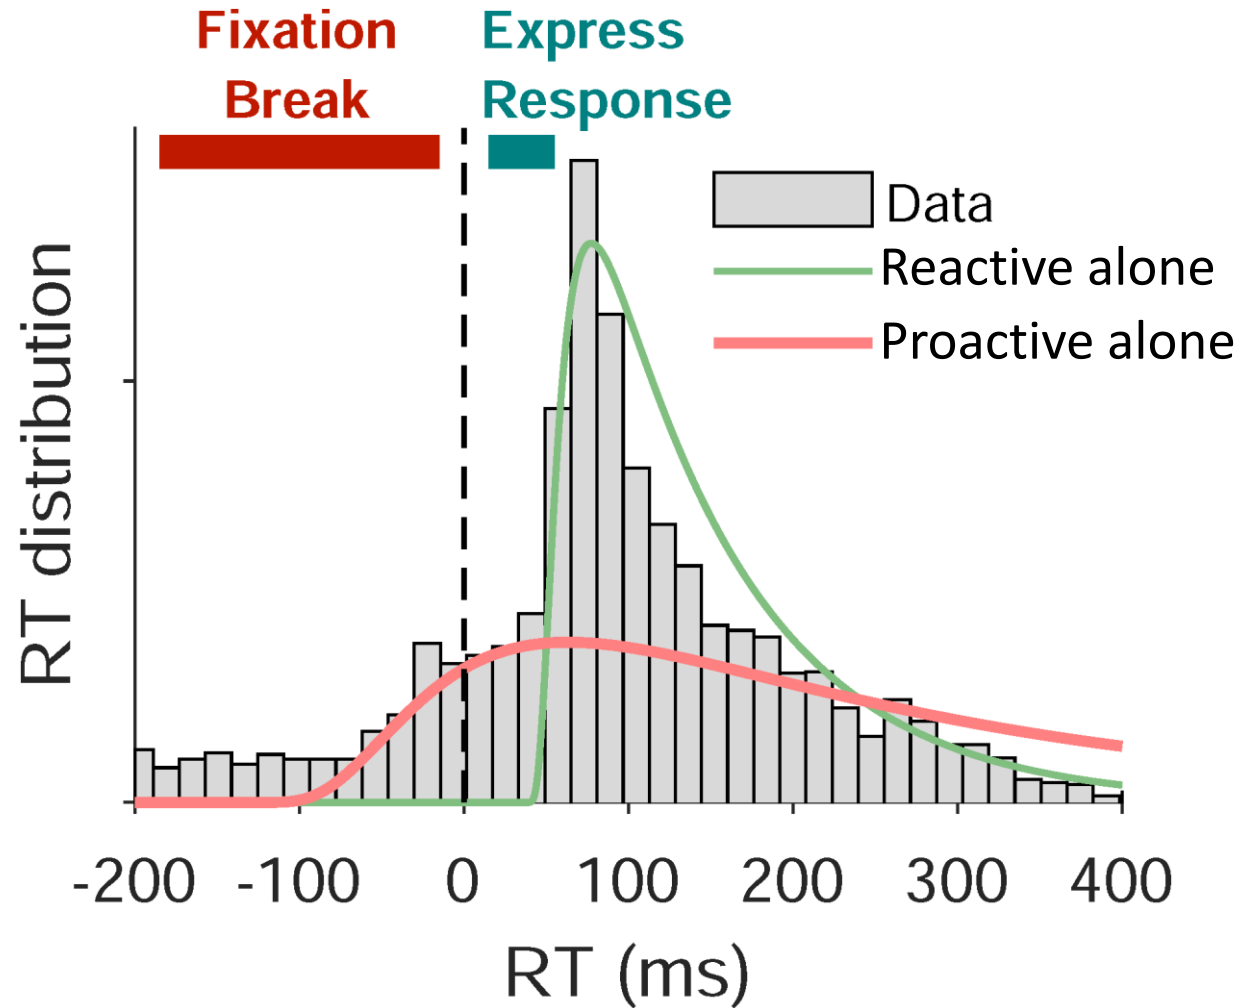 Fixation
Break
Express
Response
Data
Reactive alone
Proactive alone
RT distribution
-200 -100 0 100 200 300 400
RT (ms)